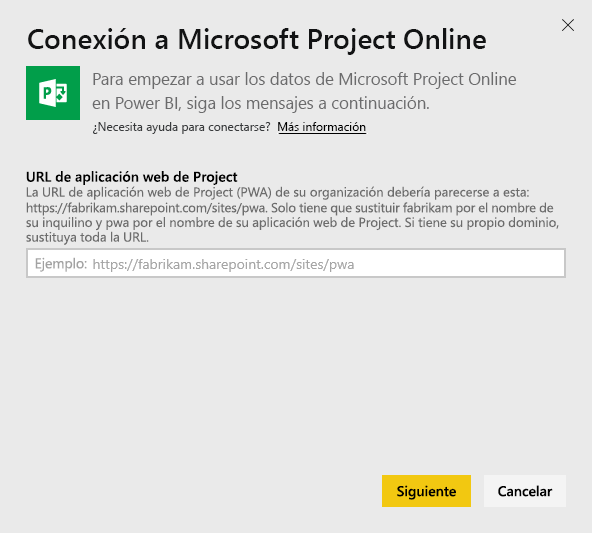 Conexión a Microsoft Project Online
Para empezar a usar los datos de Microsoft Project Online
en Power BI, siga los mensajes a continuación.
¿Necesita ayuda para conectarse? Más información
URL de aplicación web de Project
La URL de aplicación web de Project (PWA) de su organización debería parecerse a esta:
https://fabrikam.sharepoint.com/sites/pwa. Solo tiene que sustituir fabrikam por el nombre de
su inquilino y pwa por el nombre de su aplicación web de Project. Si tiene su propio dominio,
sustituya toda la URL.
Ejemplo: https://fabrikam.sharepoint.com/sites/pwa
Siguiente Cancelar